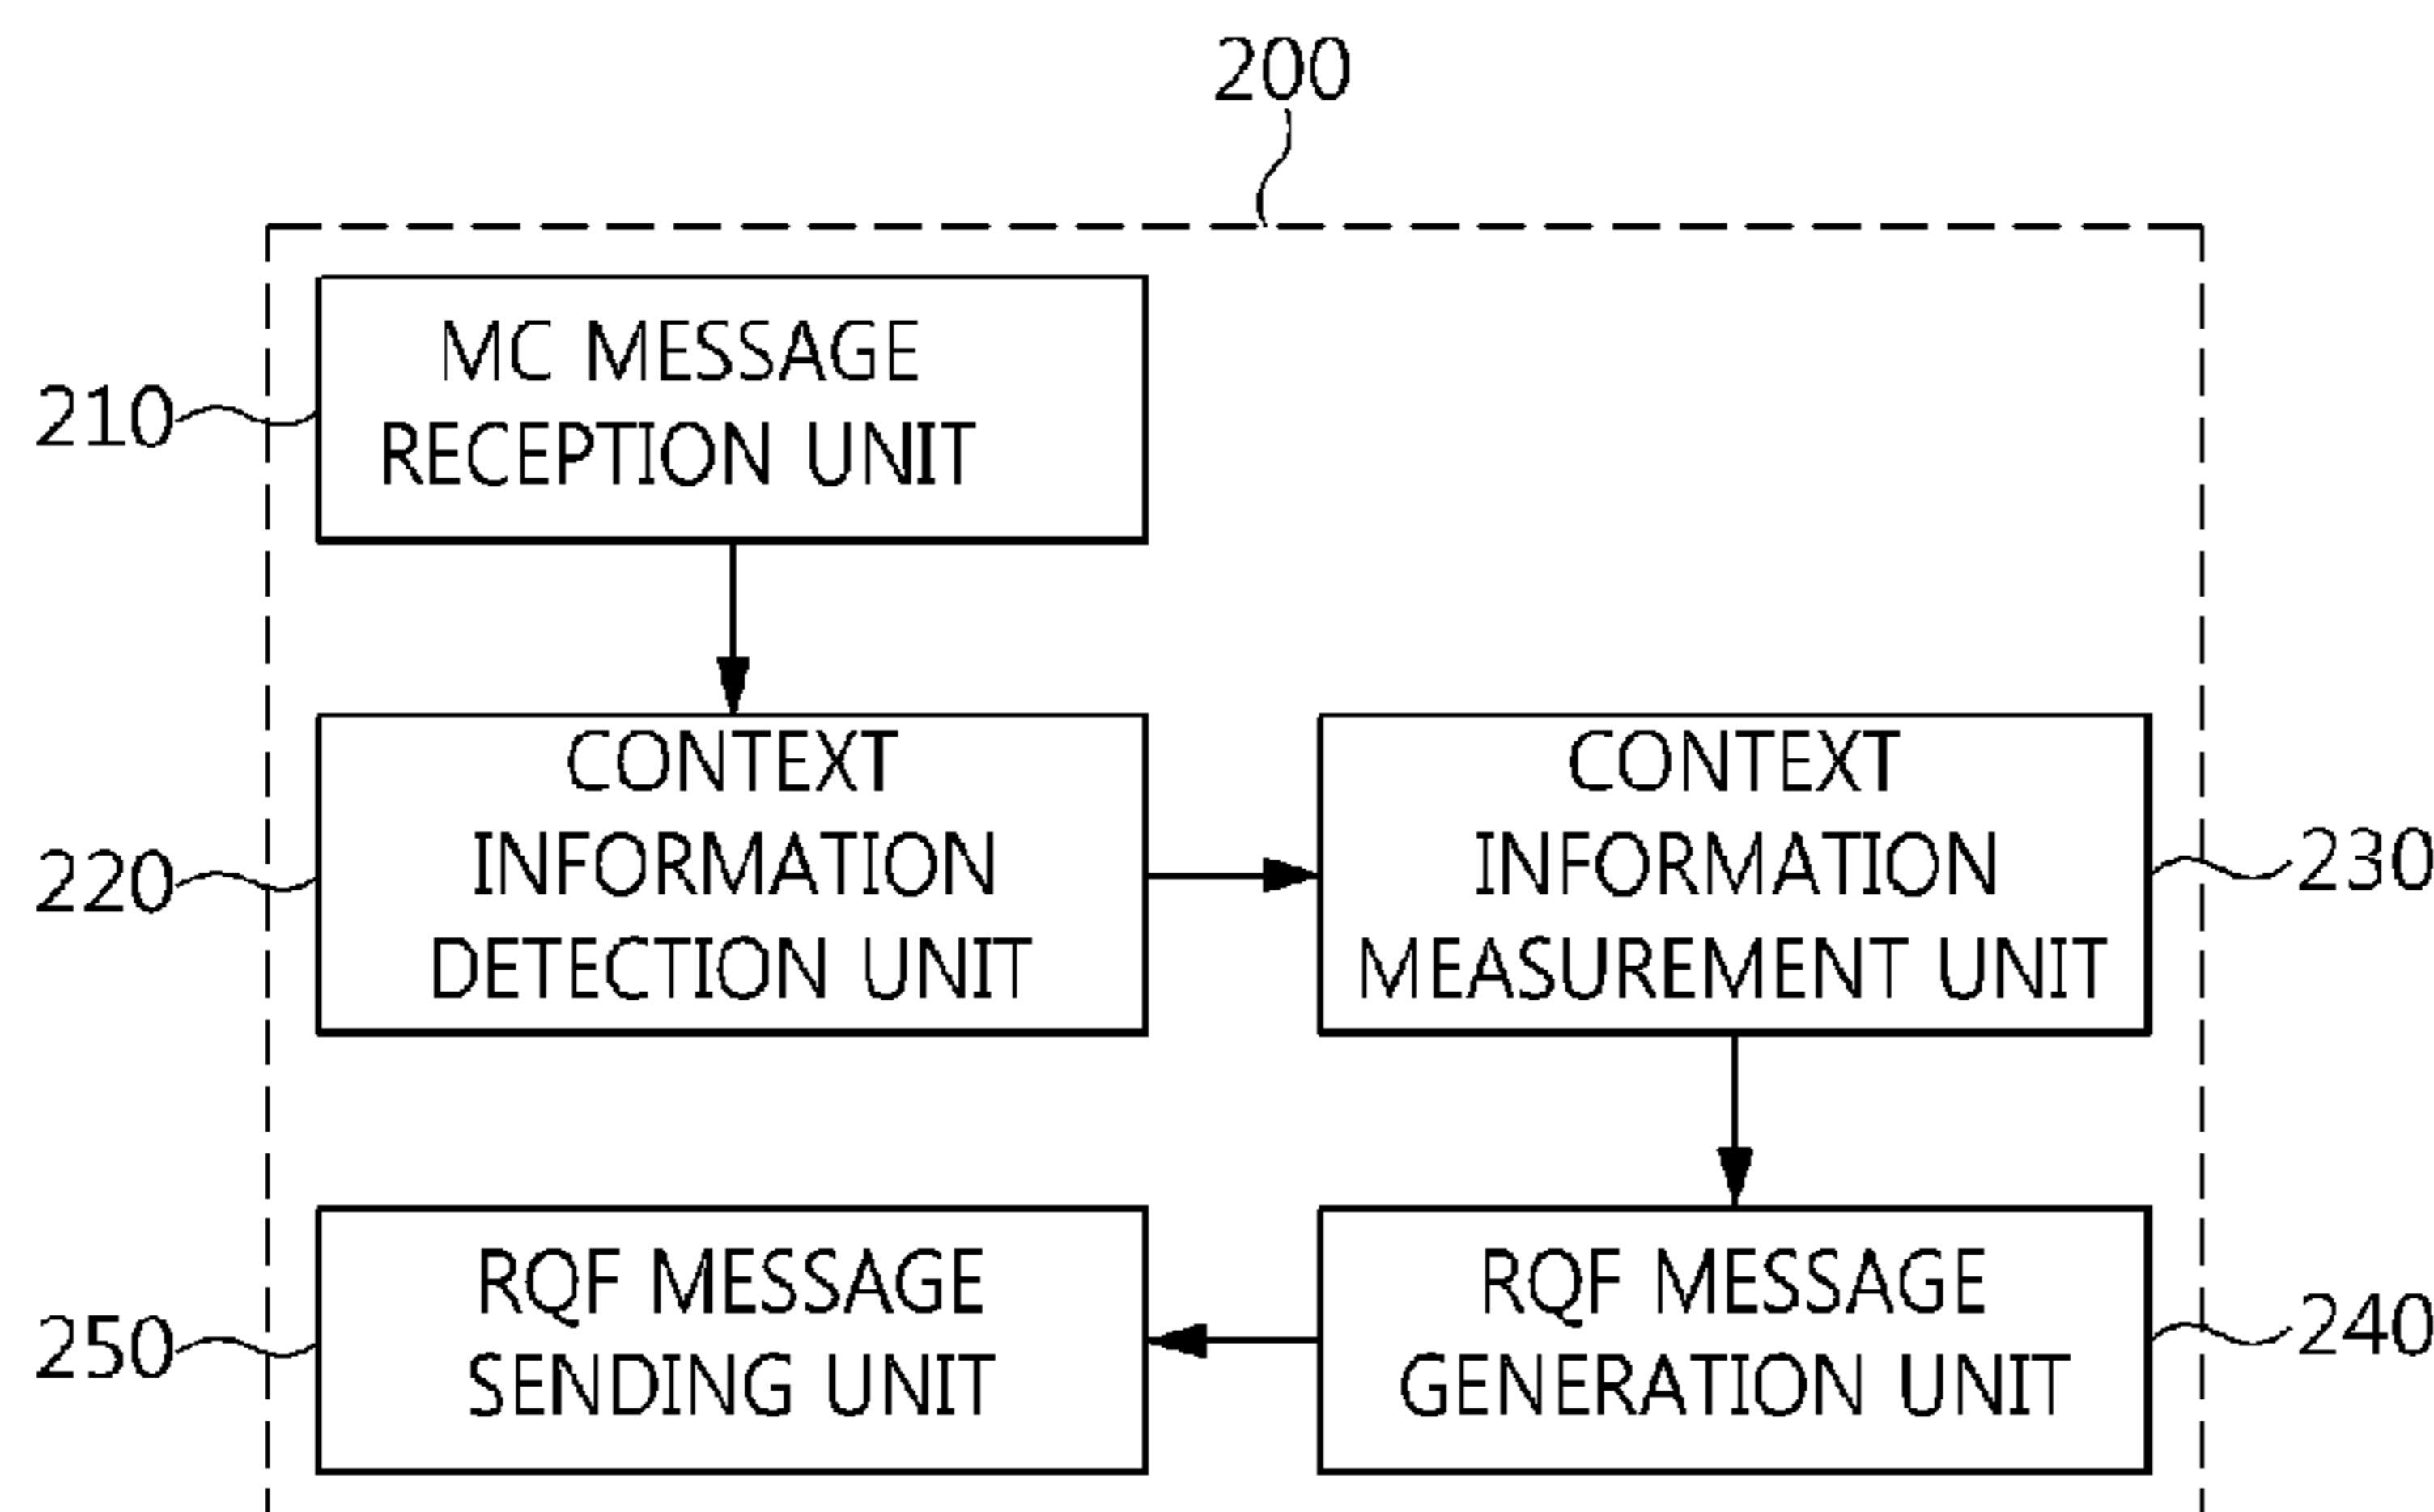 200
210
MC MESSAGE
RECEPTION UNIT
220
CONTEXT
INFORMATION
DETECTION UNIT
CONTEXT
INFORMATION
MEASUREMENT UNIT
230
250
RQF MESSAGE
SENDING UNIT
RQF MESSAGE
GENERATION UNIT
240